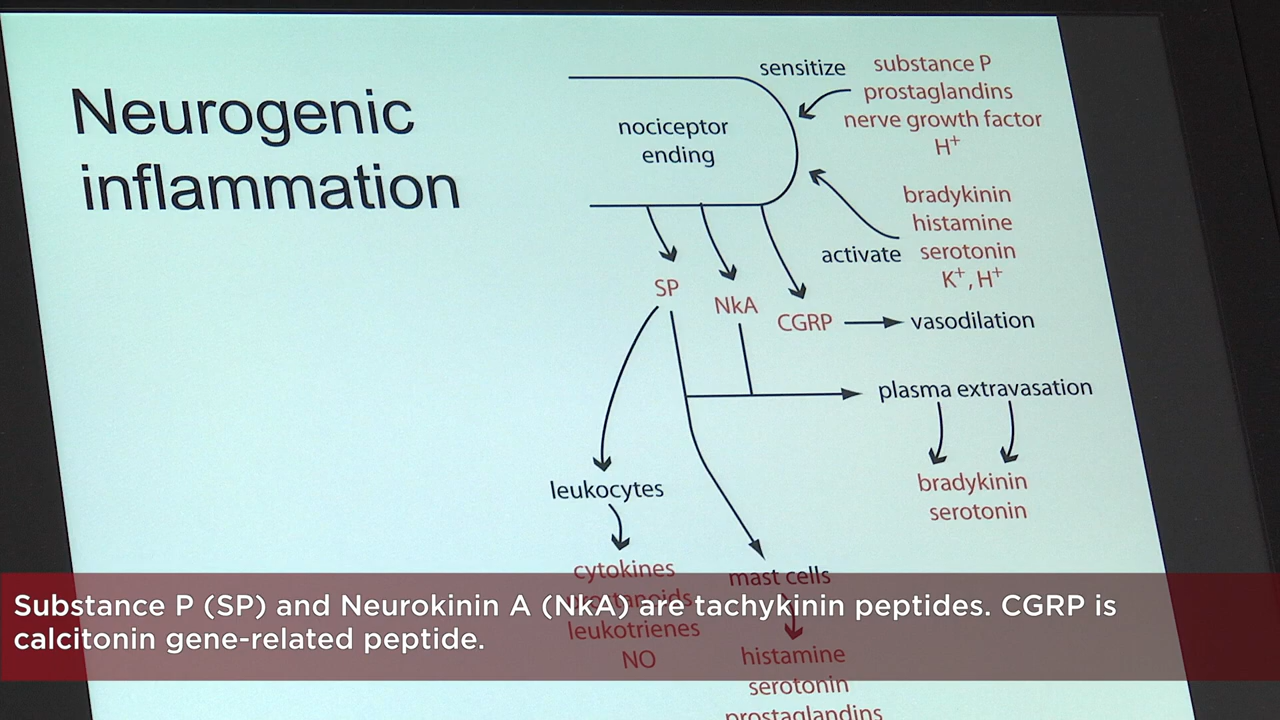 Neurogenic
inflammation
sensitize
substance P
prostaglandins
nerve growth factor
H+
nociceptor
ending
bradykinin
histamine
activate
serotonin
K+, H+
SP
NkA
CGRP
vasodilation
plasma extravasation
bradykinin
serotonin
leukocytes
cytokines
mast cells
Substance P (SP) and Neurokinin A (NkA) are tachykinin peptides. CGRP is
calcitonin gene-related peptide.
leukotrienes
NO
histamine
serotonin
prostaglandins